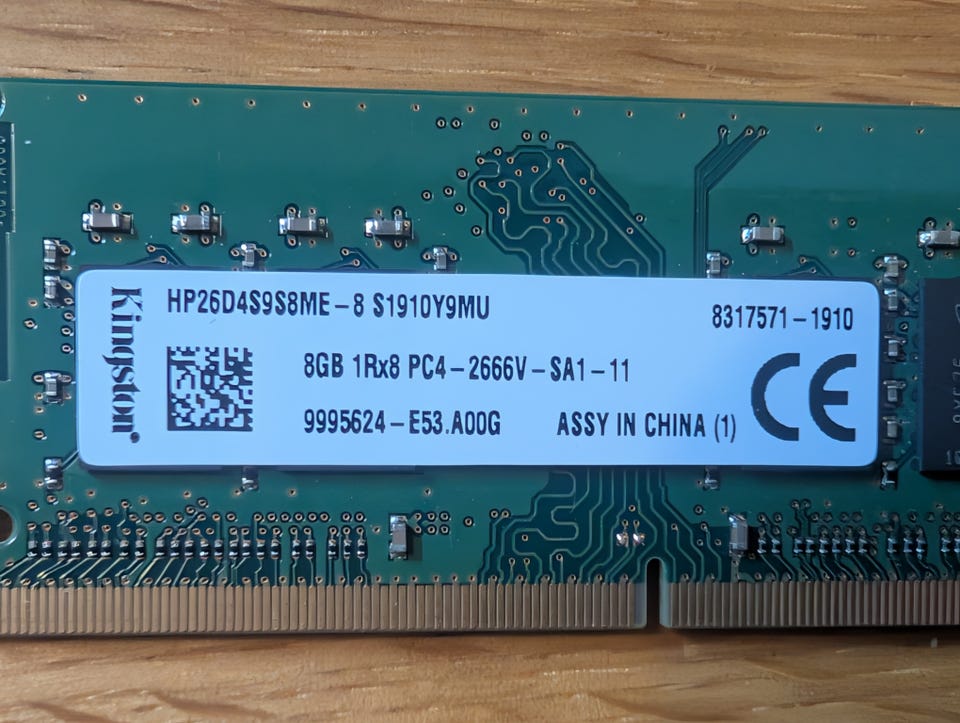 Kingston
HP26D4S9S8ME-8 S1910Y9MU
8317571-1910
8GB 1Rx8 PC4-2666V-SA1-11
9995624-E53.A00G
ASSY IN CHINA (1)
CE